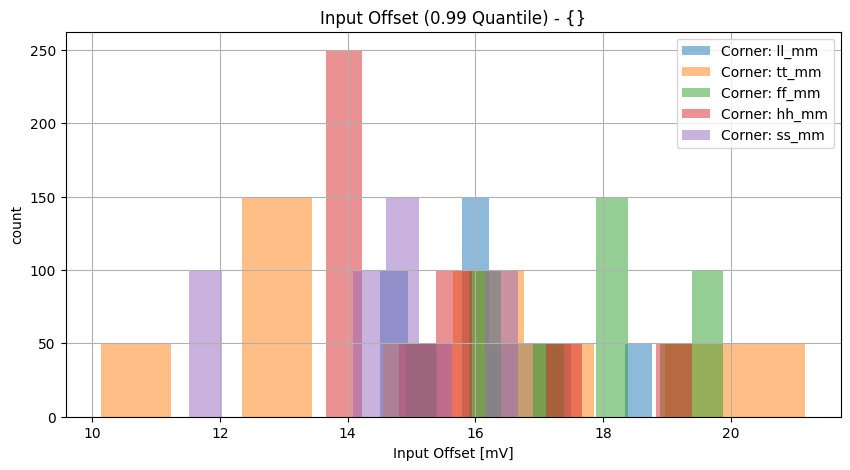 Input Offset (0.99 Quantile) - {}
250
200
150
100
50
0
count
10 12 14 16 18 20
Input Offset [mV]
Corner: ll_mm
Corner: tt_mm
Corner: ff_mm
Corner: hh_mm
Corner: ss_mm